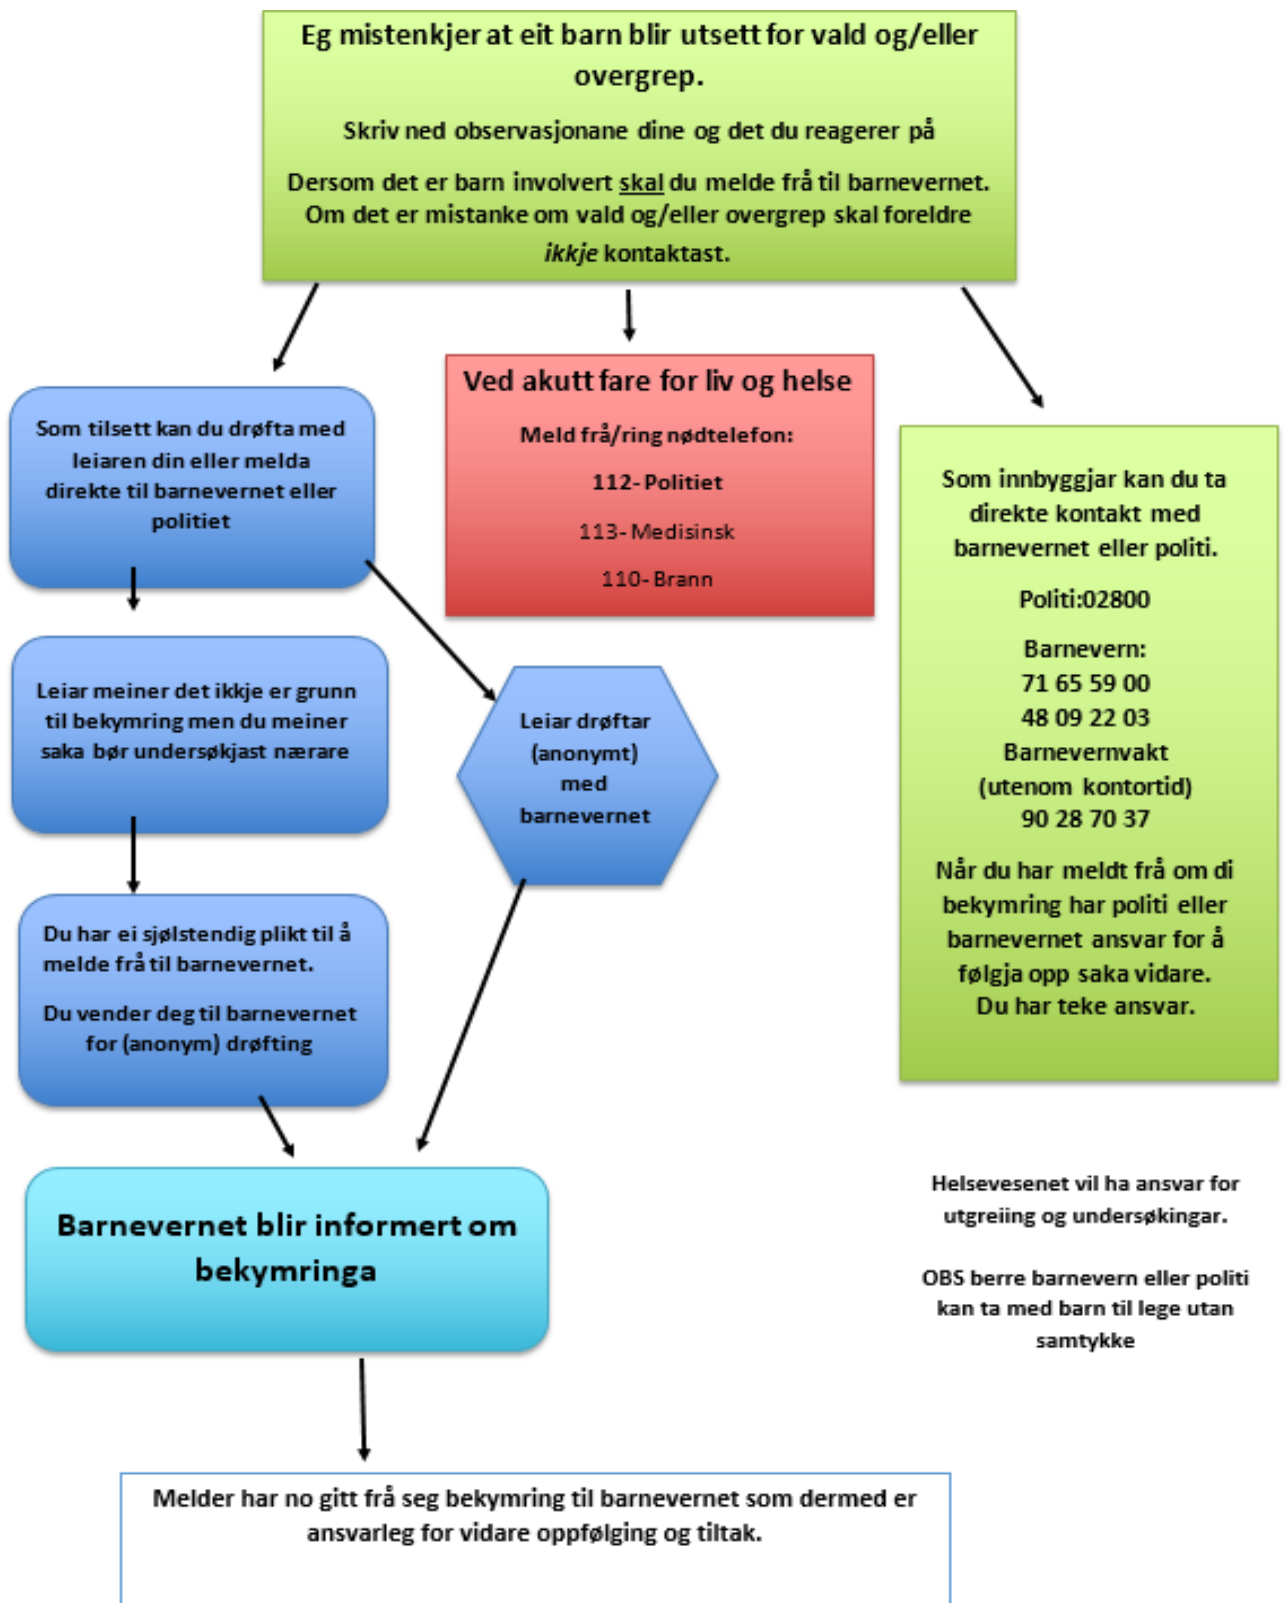 Eg mistenkjer at eit barn blir utsett for vald og/eller
overgrep.
Skriv ned observasjonane dine og det du reagerer på
Dersom det er barn involvert skal du melde frå til barnevernet.
Om det er mistanke om vald og/eller overgrep skal foreldre
ikkje kontaktast.
Som tilsett kan du drøfta med
leiaren din eller melda
direkte til barnevernet eller
politiet
Ved akutt fare for liv og helse
Meld frå/ring nødtelefon:
112- Politiet
113- Medisinsk
110- Brann
Som innbyggjar kan du ta
direkte kontakt med
barnevernet eller politi.
Politi:02800
Barnevern:
71 65 59 00
48 09 22 03
Barnevernvakt
(utenom kontortid)
90 28 70 37
Når du har meldt frå om di
bekymring har politi eller
barnevernet ansvar for å
følgja opp saka vidare.
Du har teke ansvar.
Leiar meiner det ikkje er grunn
til bekymring men du meiner
saka bør undersøkjast nærare
Leiar drøftar
(anonymt)
med
barnevernet
Du har ei sjølstendig plikt til å
melde frå til barnevernet.
Du vender deg til barnevernet
for (anonym) drøfting
Barnevernet blir informert om
bekymringa
Helsevesenet vil ha ansvar for
utgreiing og undersøkingar.
OBS berre barnevern eller politi
kan ta med barn til lege utan
samtykke
Melder har no gitt frå seg bekymring til barnevernet som dermed er
ansvarleg for vidare oppfølging og tiltak.